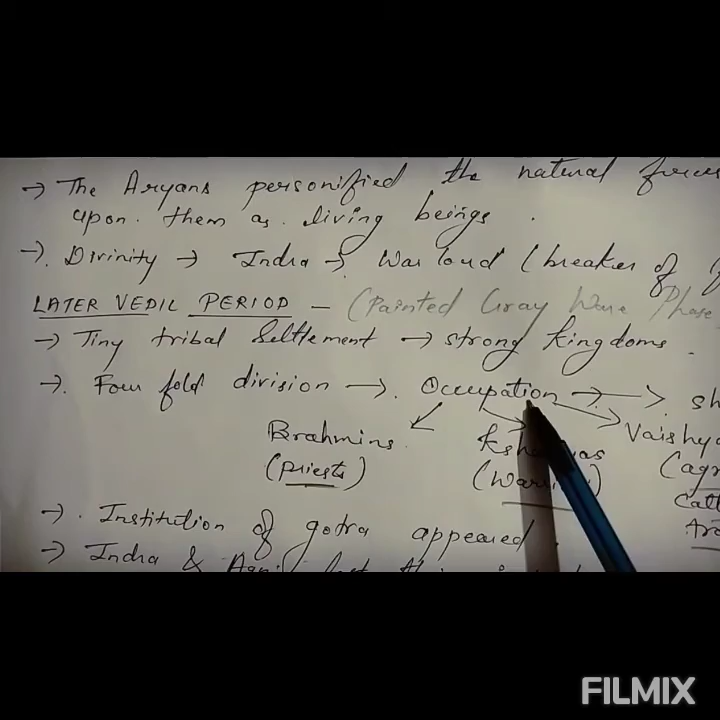 → The Aryans personified the natural forces
upon them as living beings.
→ Divinity → Indra → War Lord (breaker of
LATER VEDIC PERIOD – (Painted Gray Ware Phase
→ Tiny tribal settlement → strong kingdoms.
→ Four fold division → Occupation →
Brahmins Vaishya
(priests)
→ Institution of gotra appeared
→ Indra &
FILMIX